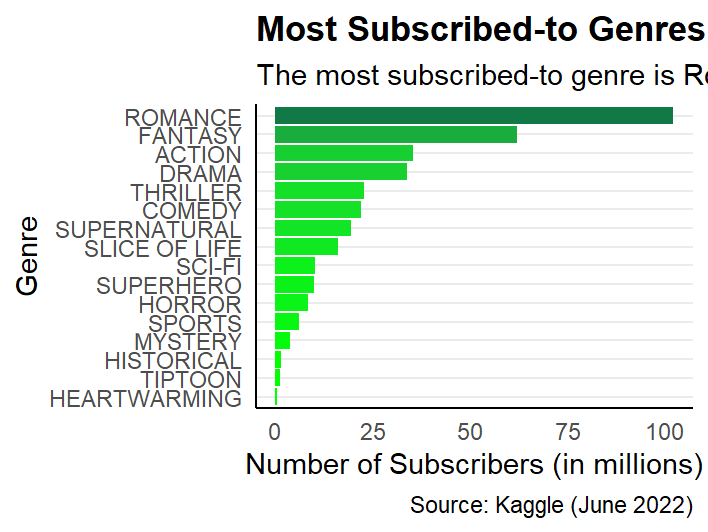 Most Subscribed-to Genres
The most subscribed-to genre is
ROMANCE
FANTASY
ACTION
DRAMA
THRILLER
COMEDY
SUPERNATURAL
SLICE OF LIFE
SCI-FI
SUPERHERO
HORROR
SPORTS
MYSTERY
HISTORICAL
TIPTOON
HEARTWARMING
Genre
0 25 50 75 100
Number of Subscribers (in millions)
Source: Kaggle (June 2022)